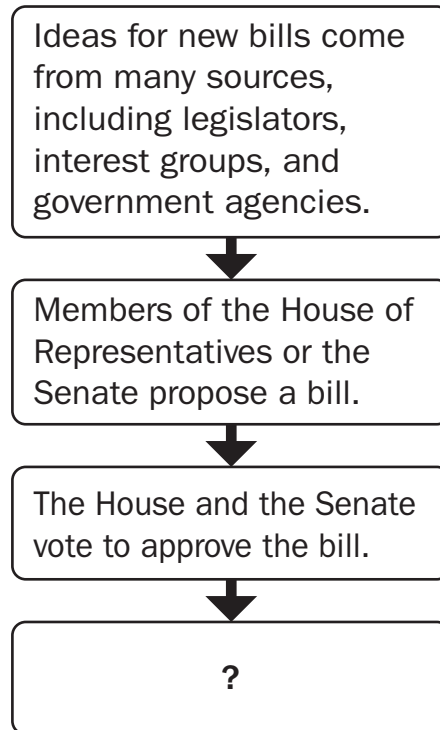 Ideas for new bills come
from many sources,
including legislators,
interest groups, and
government agencies.
Members of the House of
Representatives or the
Senate propose a bill.
The House and the Senate
vote to approve the bill.
?